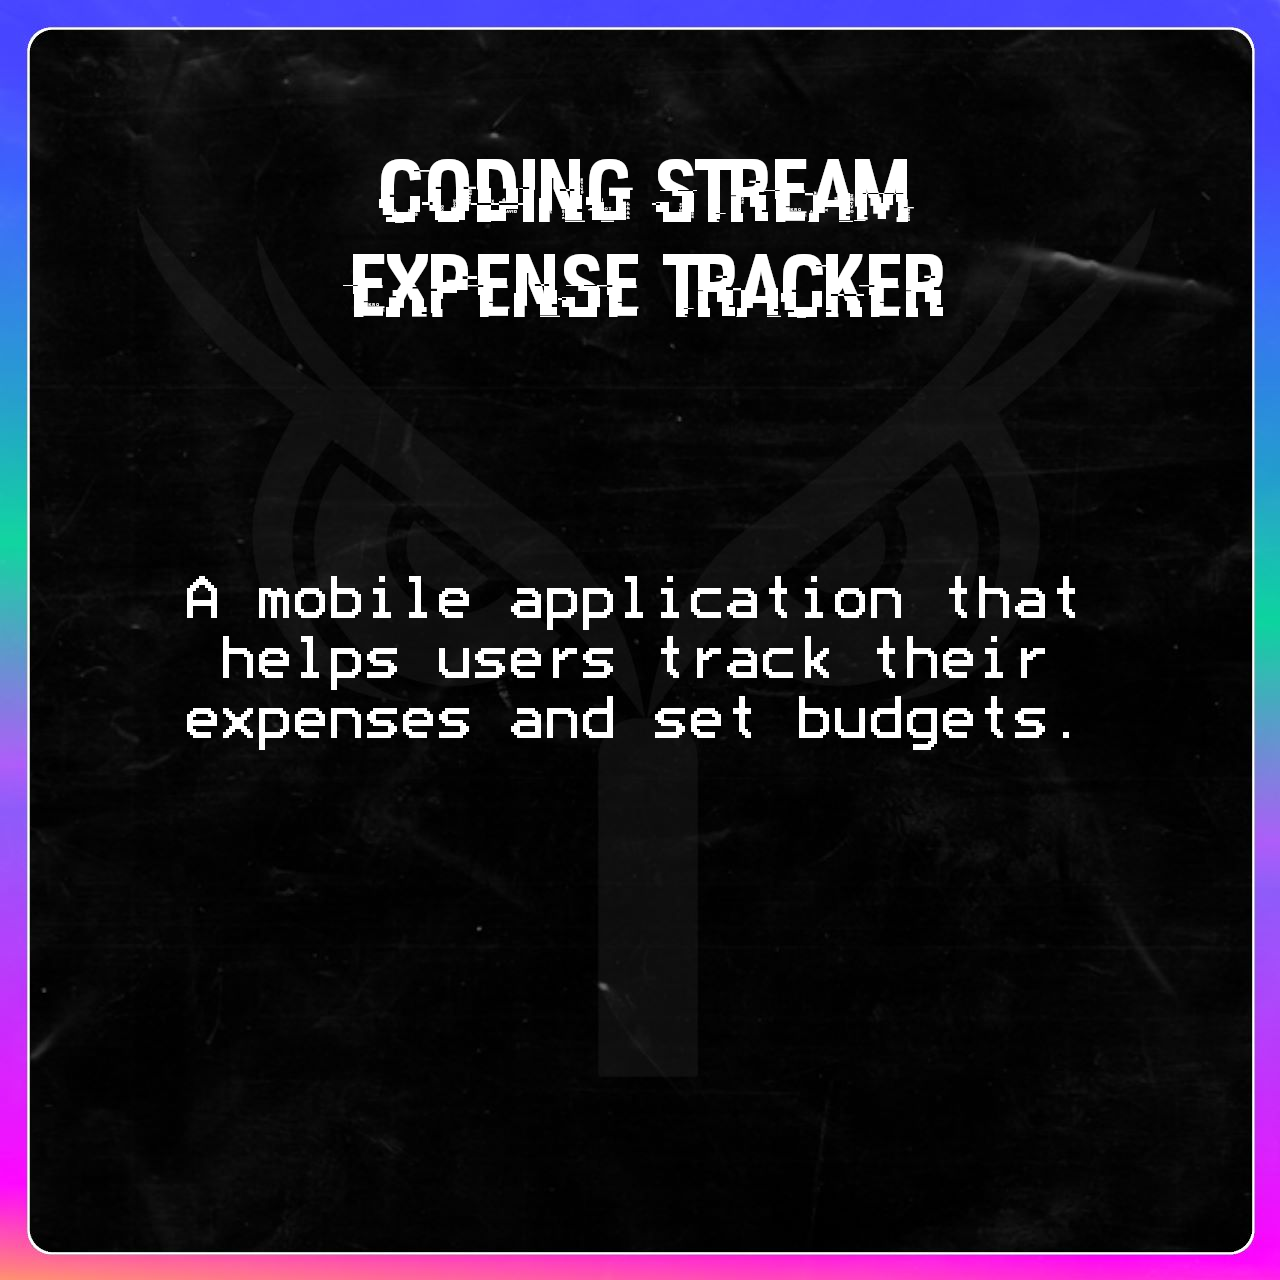 CODING STREAM
EXPENSE TRACKER
A mobile application that
helps users track their
expenses and set budgets.